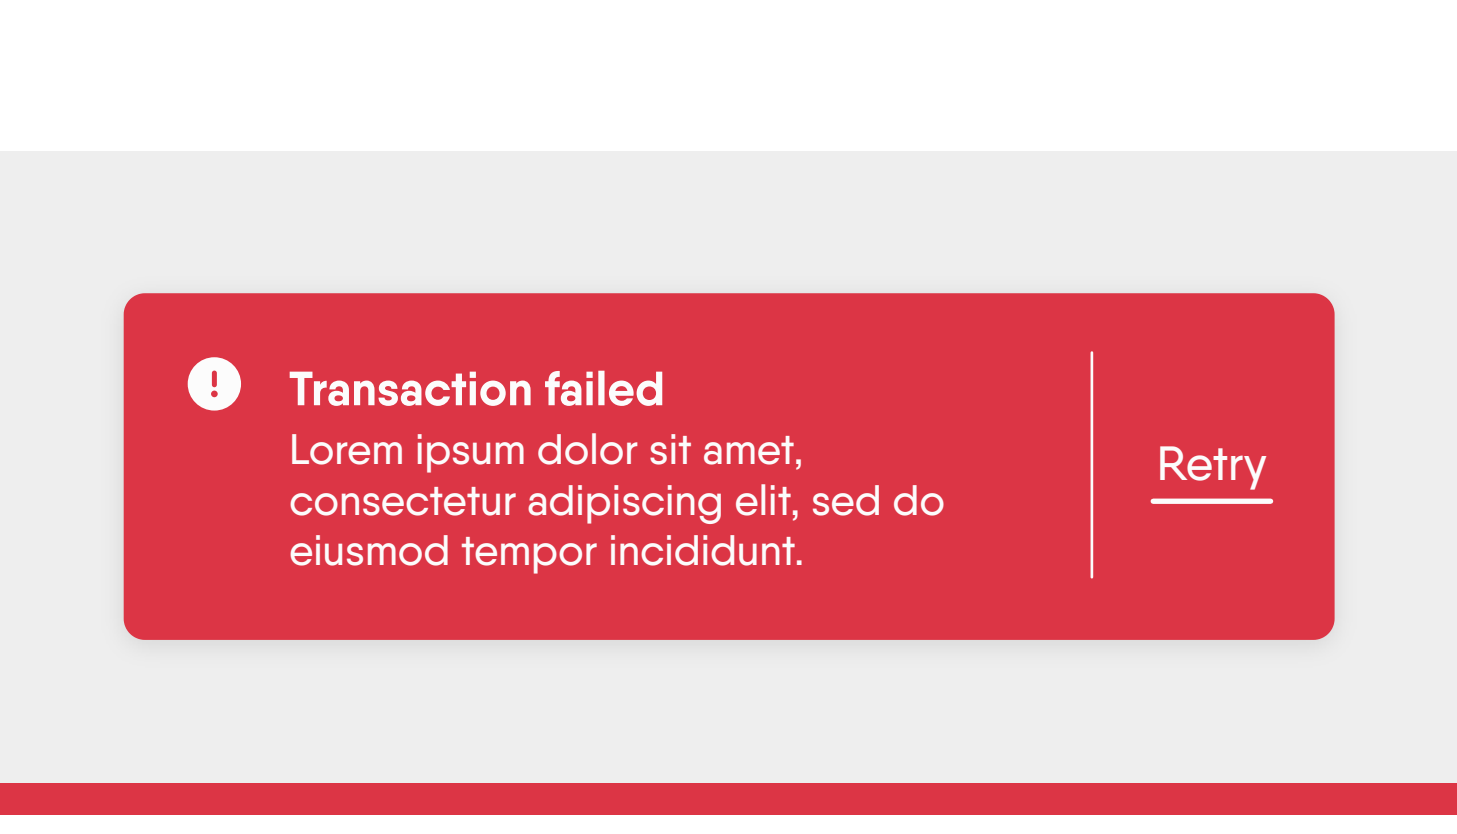 Transaction failed
Lorem ipsum dolor sit amet,
consectetur adipiscing elit, sed do
eiusmod tempor incididunt.
Retry